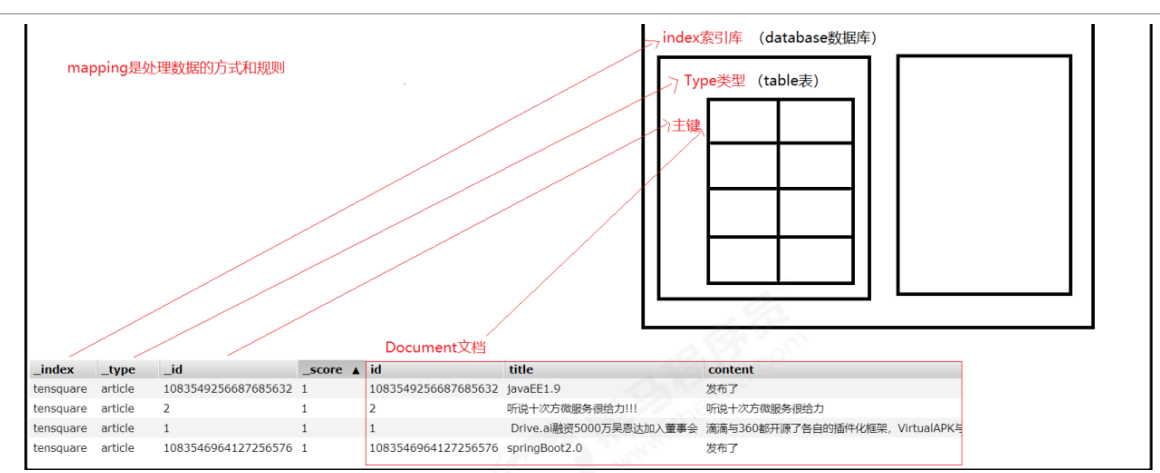 index索引库 （database数据库）
mapping是处理数据的方式和规则
Type类型 （table表）
主键
Document文档
_index _type _id _score ▲ id title content
tensquare article 1083549256687685632 1 1083549256687685632 javaEE1.9 发布了
tensquare article 2 1 2 听说十次方微服务很给力!!! 听说十次方微服务很给力
tensquare article 1 1 1 Drive.ai融资5000万吴恩达加入董事会 滴滴与360都开源了各自的插件化框架，VirtualAPK与
tensquare article 1083546964127256576 1 1083546964127256576 springBoot2.0 发布了